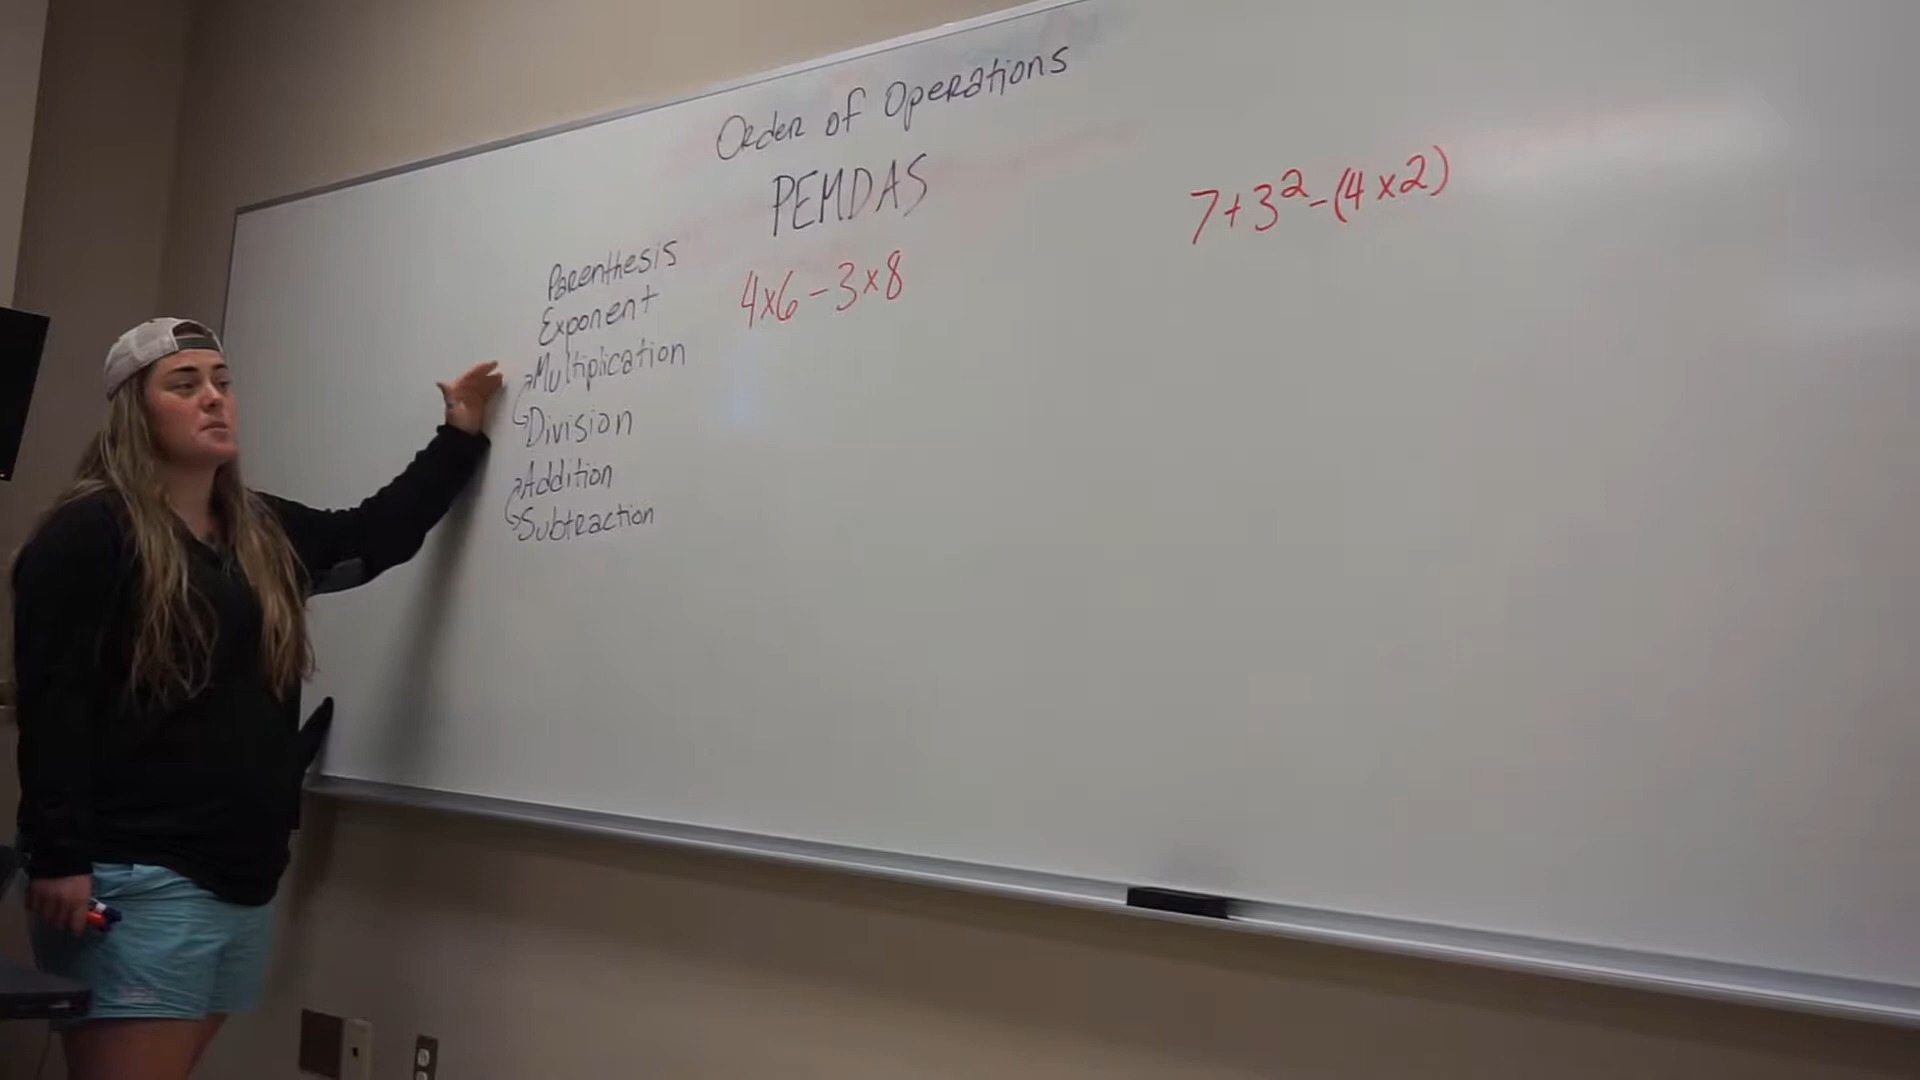 Order of Operations
PEMDAS
Parenthesis
Exponent
Multiplication
Division
Addition
Subtraction
4x6-3x8
7+3²-(4x2)